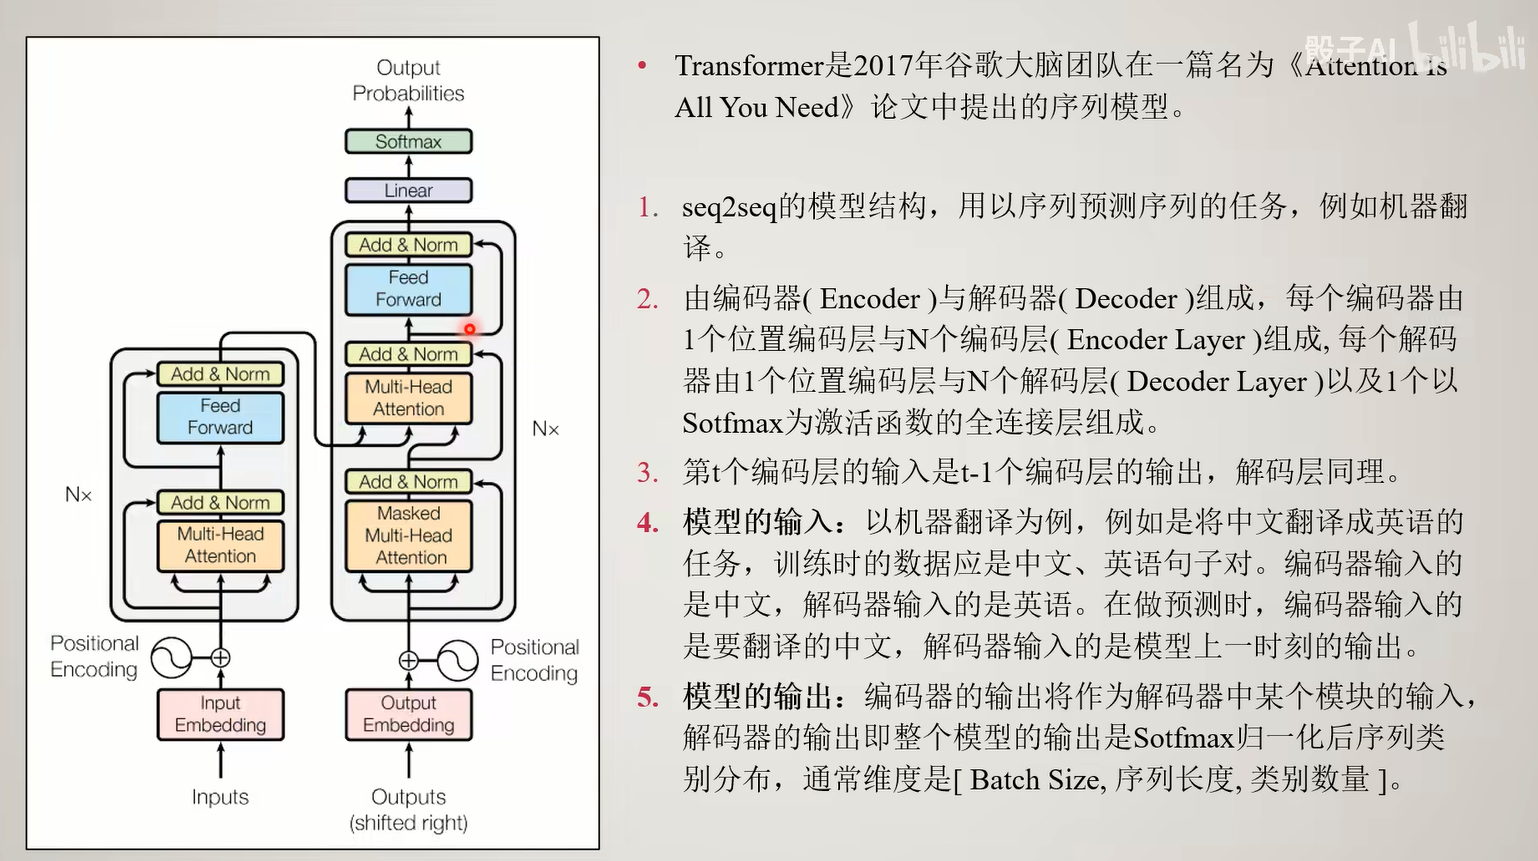 Output
Probabilities
Softmax
Linear
Add & Norm
Feed
Forward
Add & Norm
Multi-Head
Attention
Nx
Add & Norm
Masked
Multi-Head
Attention
Add & Norm
Feed
Forward
Nx
Add & Norm
Multi-Head
Attention
Positional
Encoding
Positional
Encoding
Input
Embedding
Output
Embedding
Inputs
Outputs
(shifted right)
骰子AI bilibili
• Transformer是2017年谷歌大脑团队在一篇名为《Attention Is
All You Need》论文中提出的序列模型。
1. seq2seq的模型结构，用以序列预测序列的任务，例如机器翻
译。
2. 由编码器( Encoder )与解码器( Decoder )组成，每个编码器由
1个位置编码层与N个编码层( Encoder Layer )组成, 每个解码
器由1个位置编码层与N个解码层( Decoder Layer )以及1个以
Sotfmax为激活函数的全连接层组成。
3. 第t个编码层的输入是t-1个编码层的输出，解码层同理。
4. 模型的输入：以机器翻译为例，例如是将中文翻译成英语的
任务，训练时的数据应是中文、英语句子对。编码器输入的
是中文，解码器输入的是英语。在做预测时，编码器输入的
是要翻译的中文，解码器输入的是模型上一时刻的输出。
5. 模型的输出：编码器的输出将作为解码器中某个模块的输入，
解码器的输出即整个模型的输出是Sotfmax归一化后序列类
别分布，通常维度是[ Batch Size, 序列长度, 类别数量 ]。